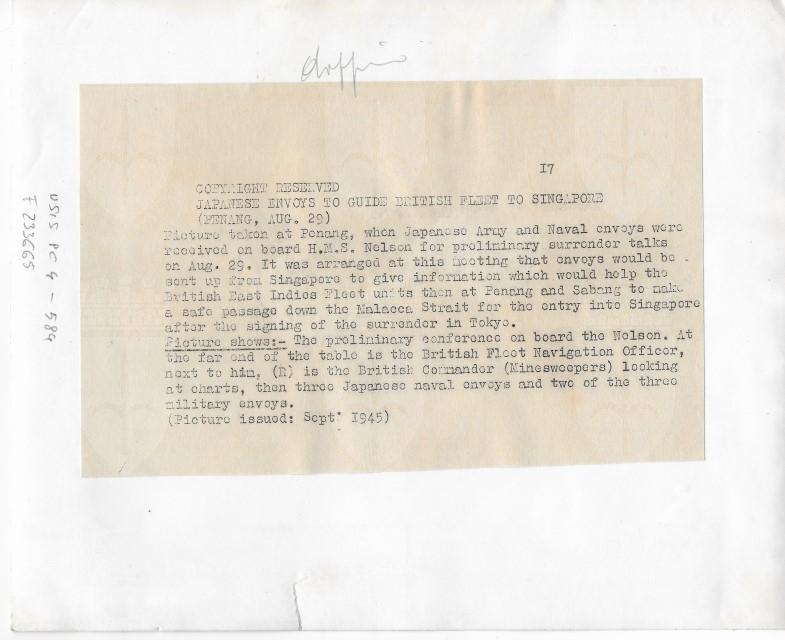 17
COPYRIGHT RESERVED
JAPANESE ENVOYS TO GUIDE BRITISH FLEET TO SINGAPORE
(PENANG, AUG. 29)
Picture taken at Penang, when Japanese Army and Naval envoys were
received on board H.M.S. Nelson for preliminary surrender talks
on Aug. 29. It was arranged at this meeting that envoys would be
sent up from Singapore to give information which would help the
British East Indies Fleet units then at Penang and Sabang to make
a safe passage down the Malacca Strait for the entry into Singapore
after the signing of the surrender in Tokyo.
Picture shows:- The preliminary conference on board the Nelson. At
the far end of the table is the British Fleet Navigation Officer,
next to him, (R) is the British Commander (Minesweepers) looking
at charts, then three Japanese naval envoys and two of the three
military envoys.
(Picture issued: Sept' 1945)
USIS PC 4 - 584
F 233665